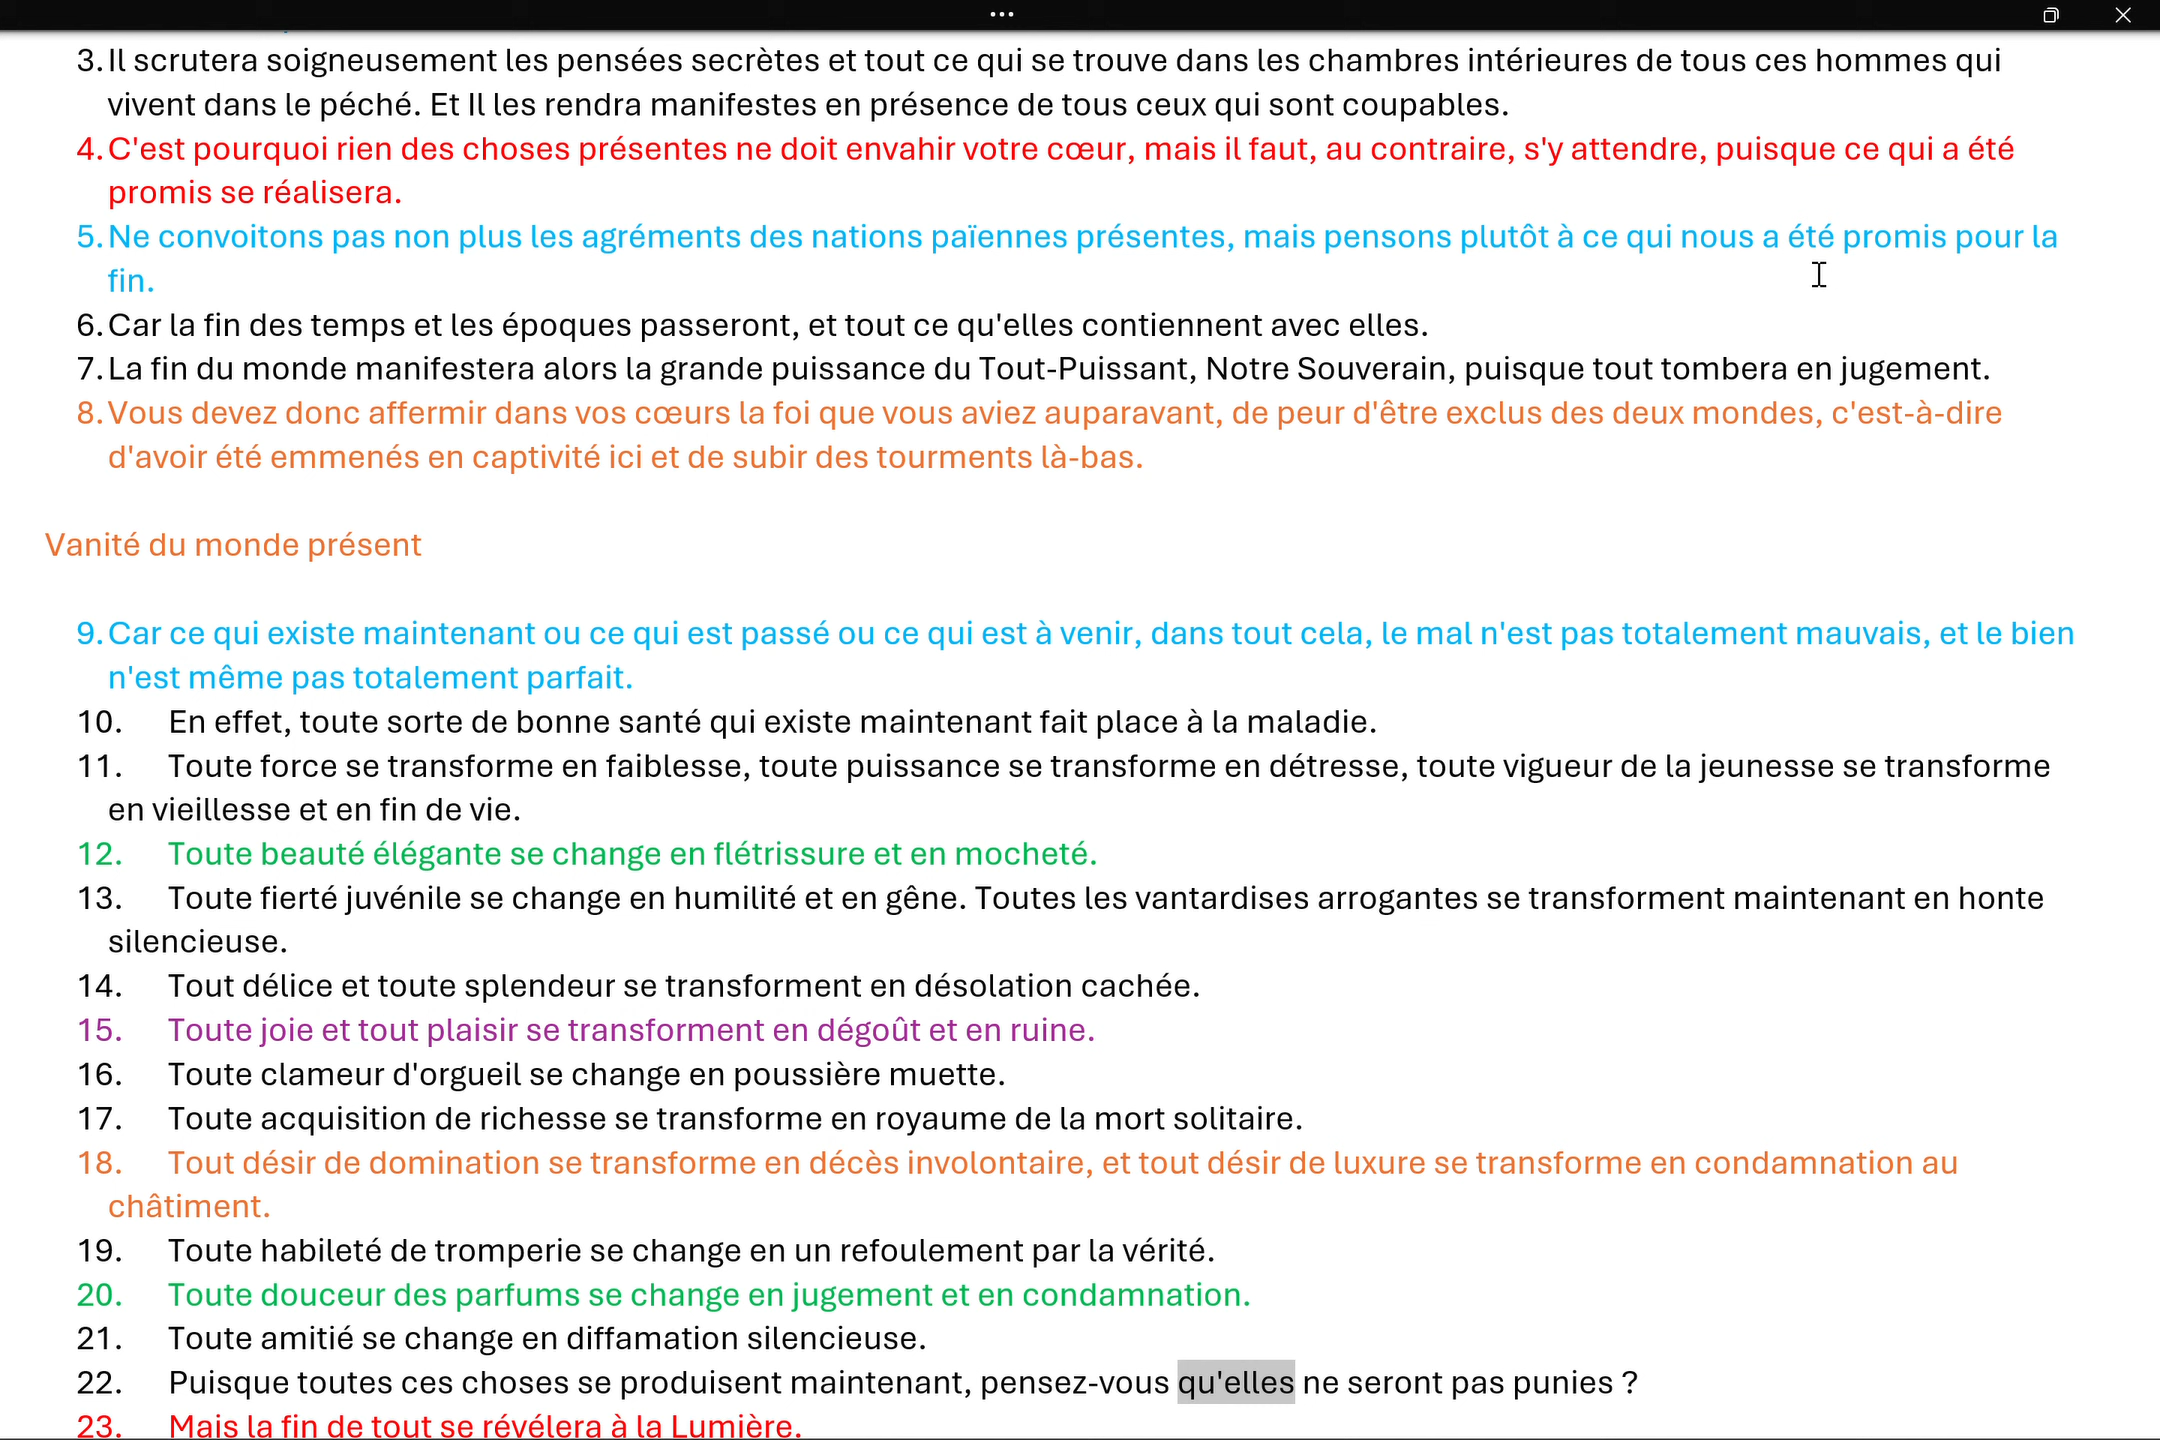 3. Il scrutera soigneusement les pensées secrètes et tout ce qui se trouve dans les chambres intérieures de tous ces hommes qui
vivent dans le péché. Et Il les rendra manifestes en présence de tous ceux qui sont coupables.
4. C'est pourquoi rien des choses présentes ne doit envahir votre cœur, mais il faut, au contraire, s'y attendre, puisque ce qui a été
promis se réalisera.
5. Ne convoitons pas non plus les agréments des nations païennes présentes, mais pensons plutôt à ce qui nous a été promis pour la
fin.
6. Car la fin des temps et les époques passeront, et tout ce qu'elles contiennent avec elles.
7. La fin du monde manifestera alors la grande puissance du Tout-Puissant, Notre Souverain, puisque tout tombera en jugement.
8. Vous devez donc affermir dans vos cœurs la foi que vous aviez auparavant, de peur d'être exclus des deux mondes, c'est-à-dire
d'avoir été emmenés en captivité ici et de subir des tourments là-bas.
Vanité du monde présent
9. Car ce qui existe maintenant ou ce qui est passé ou ce qui est à venir, dans tout cela, le mal n'est pas totalement mauvais, et le bien
n'est même pas totalement parfait.
10. En effet, toute sorte de bonne santé qui existe maintenant fait place à la maladie.
11. Toute force se transforme en faiblesse, toute puissance se transforme en détresse, toute vigueur de la jeunesse se transforme
en vieillesse et en fin de vie.
12. Toute beauté élégante se change en flétrissure et en mocheté.
13. Toute fierté juvénile se change en humilité et en gêne. Toutes les vantardises arrogantes se transforment maintenant en honte
silencieuse.
14. Tout délice et toute splendeur se transforment en désolation cachée.
15. Toute joie et tout plaisir se transforment en dégoût et en ruine.
16. Toute clameur d'orgueil se change en poussière muette.
17. Toute acquisition de richesse se transforme en royaume de la mort solitaire.
18. Tout désir de domination se transforme en décès involontaire, et tout désir de luxure se transforme en condamnation au
châtiment.
19. Toute habileté de tromperie se change en un refoulement par la vérité.
20. Toute douceur des parfums se change en jugement et en condamnation.
21. Toute amitié se change en diffamation silencieuse.
22. Puisque toutes ces choses se produisent maintenant, pensez-vous qu'elles ne seront pas punies ?
23. Mais la fin de tout se révélera à la Lumière.